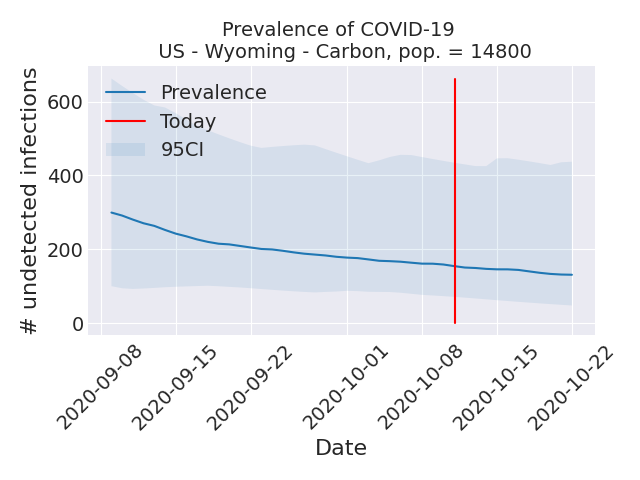 Prevalence of COVID-19
US - Wyoming - Carbon, pop. = 14800
# undetected infections
600
400
200
0
Prevalence
Today
95CI
2020-09-08
2020-09-15
2020-09-22
2020-10-01
2020-10-08
2020-10-15
2020-10-22
Date